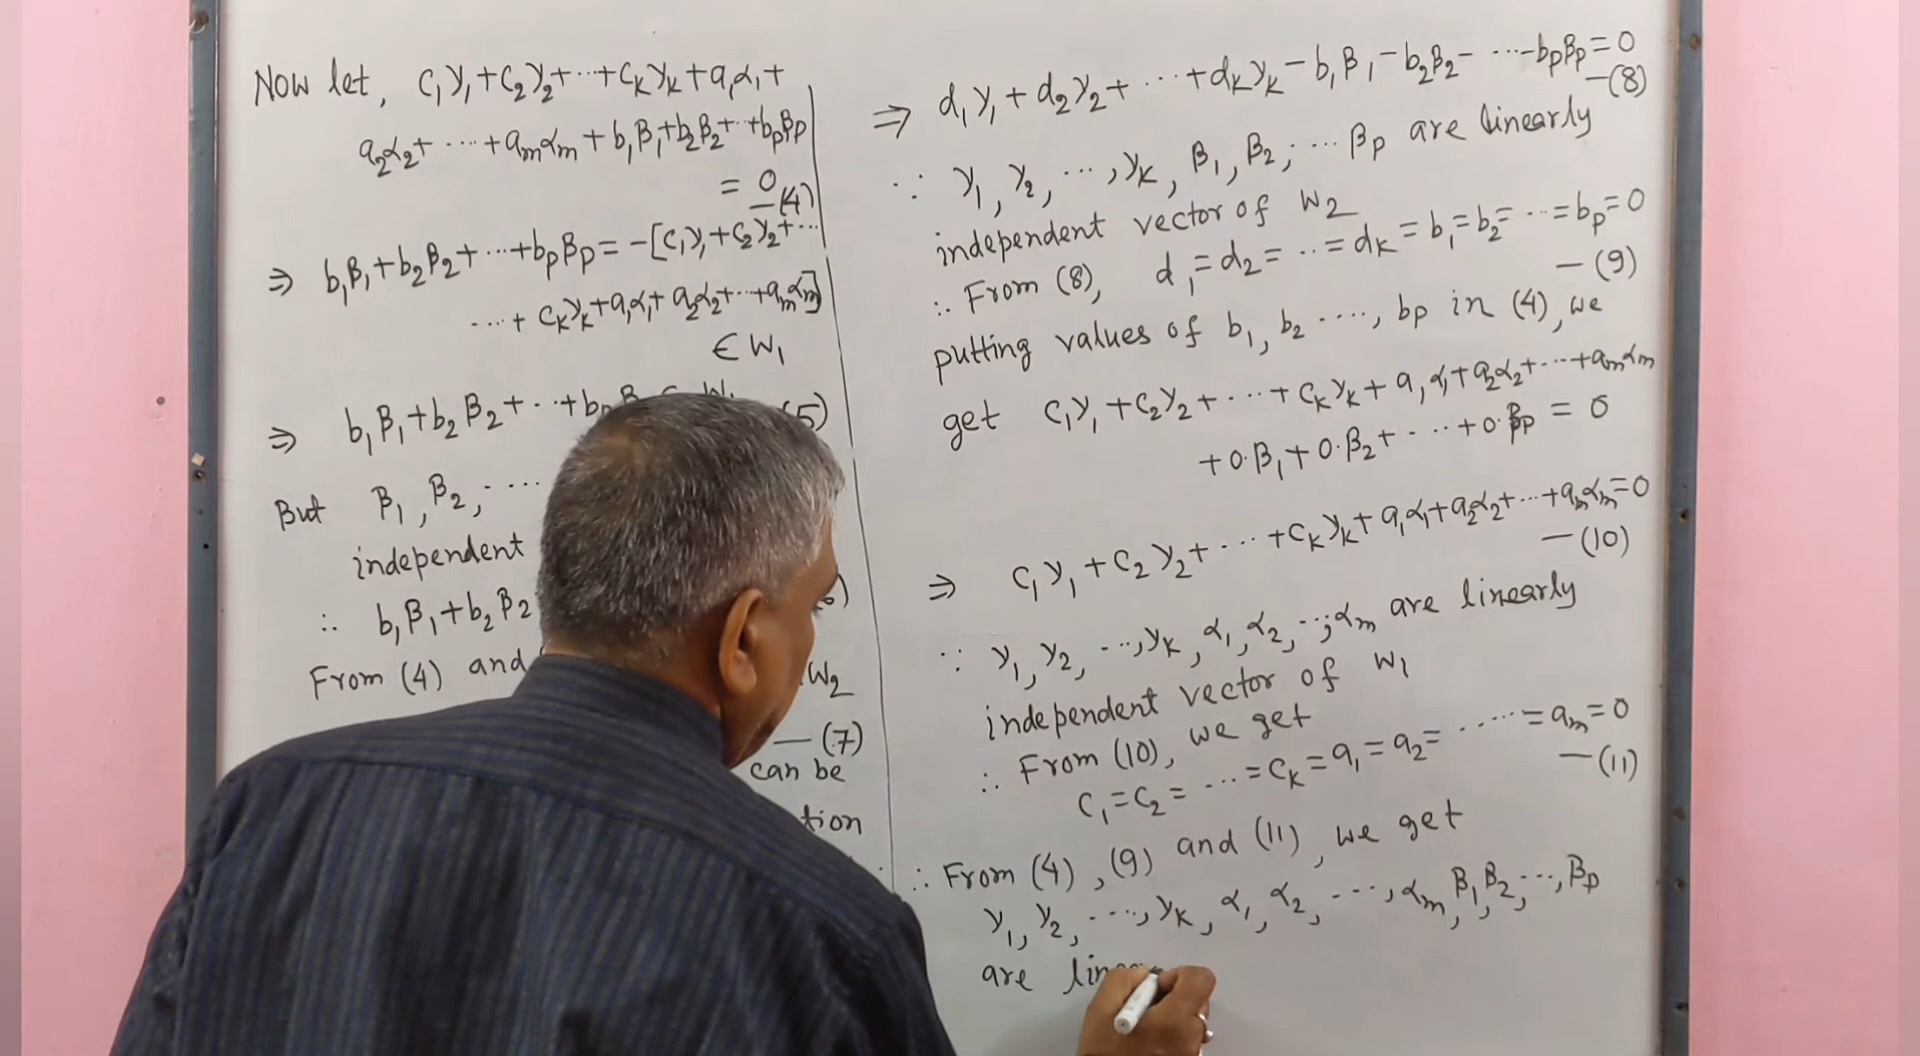 Now let, c₁γ₁+c₂γ₂+···+cₖγₖ+a₁α₁+
a₂α₂+ ···· +aₘαₘ+b₁β₁+b₂β₂+··+bₚβₚ
= 0 —(4)
⇒ b₁β₁+b₂β₂+···+bₚβₚ = -[c₁γ₁+c₂γ₂+···
···+ cₖγₖ+a₁α₁+a₂α₂+···+aₘαₘ]
∈ W₁
⇒ b₁β₁+b₂β₂+··+b (5)
But β₁, β₂, ···
independent
∴ b₁β₁+b₂β₂
From (4) and W₂
—(7)
can be
⇒ d₁γ₁+d₂γ₂+ ··· +dₖγₖ-b₁β₁-b₂β₂- ···-bₚβₚ=0
—(8)
∵ γ₁, γ₂, ···, γₖ, β₁, β₂, ··· βₚ are linearly
independent vector of W₂
∴ From (8), d₁=d₂= ··=dₖ=b₁=b₂= ··=bₚ=0
—(9)
putting values of b₁, b₂ ····, bₚ in (4), we
get c₁γ₁+c₂γ₂+ ··· +cₖγₖ+a₁α₁+a₂α₂+···+aₘαₘ
+0·β₁+0·β₂+ ··· +0·βₚ = 0
⇒ c₁γ₁+c₂γ₂+ ··· +cₖγₖ+a₁α₁+a₂α₂+···+aₘαₘ=0
—(10)
∵ γ₁, γ₂, ···, γₖ, α₁, α₂, ··, αₘ are linearly
independent vector of W₁
∴ From (10), we get
c₁=c₂= ··· =cₖ=a₁=a₂= ····· =aₘ=0
—(11)
∴ From (4), (9) and (11), we get
γ₁, γ₂, ····, γₖ, α₁, α₂, ····, αₘ, β₁, β₂, ···, βₚ
are